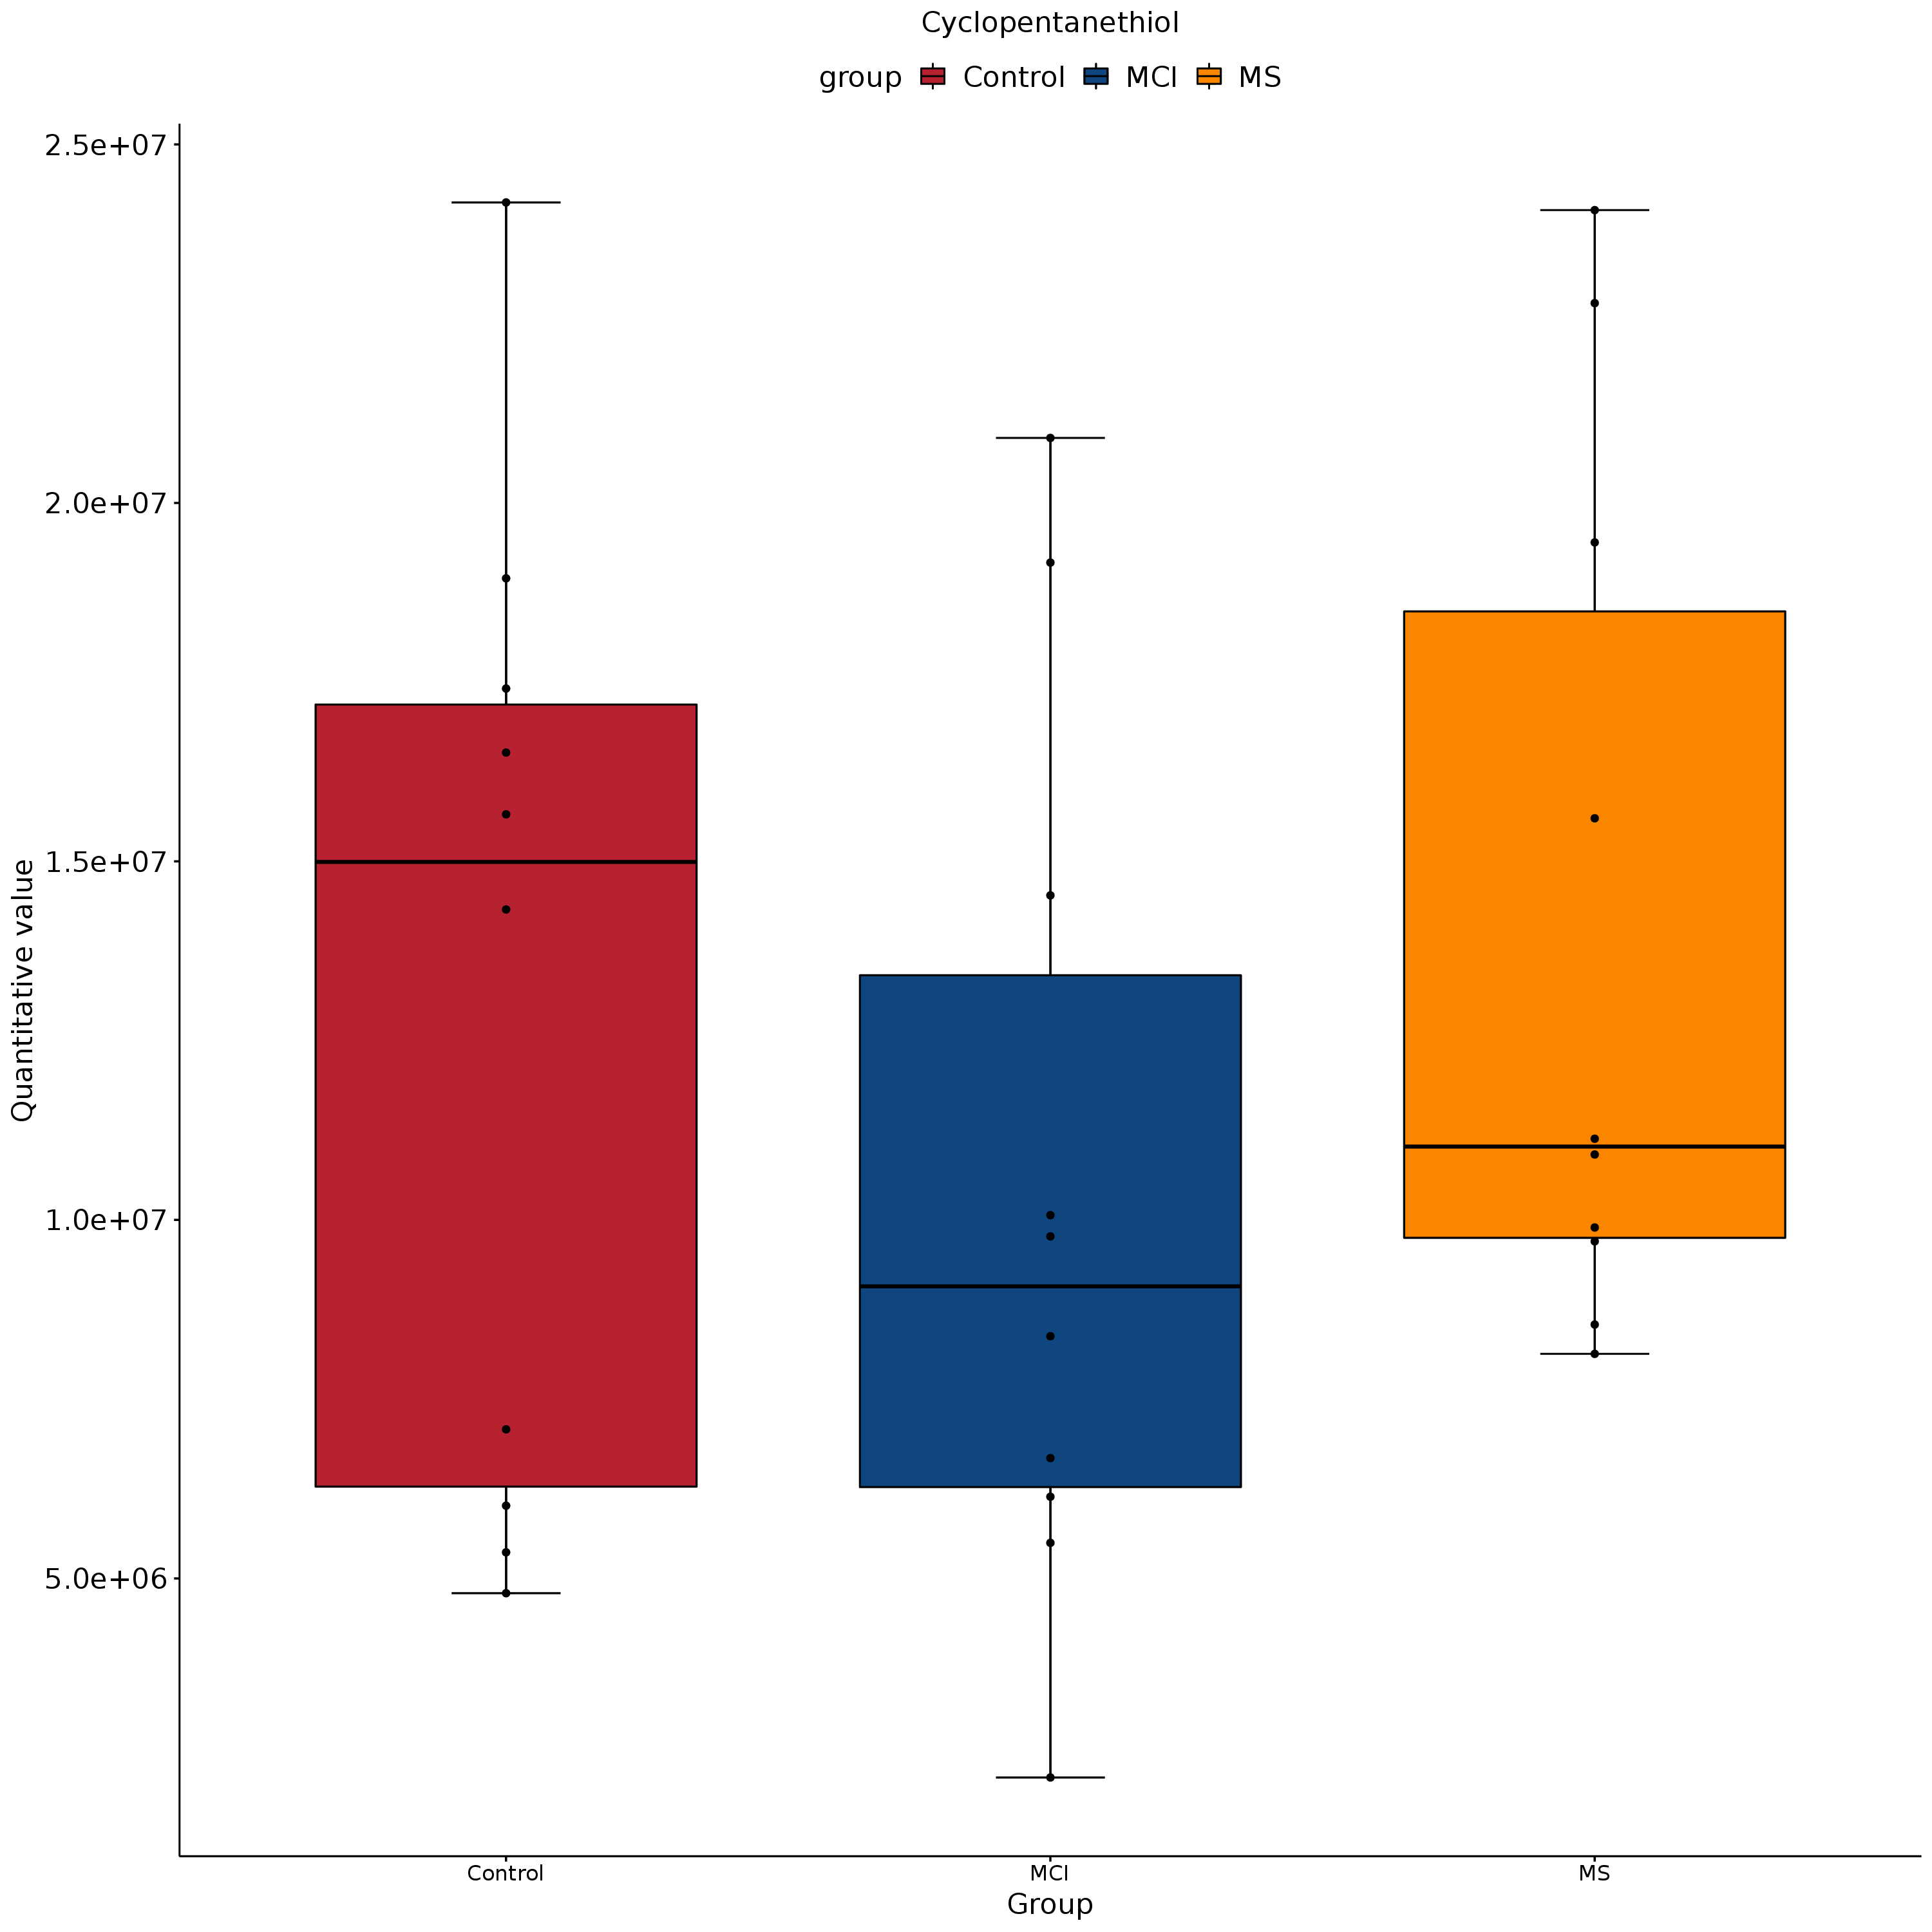 Cyclopentanethiol
group Control MCI MS
2.5e+07
2.0e+07
1.5e+07
1.0e+07
5.0e+06
Quantitative value
Control MCI MS
Group